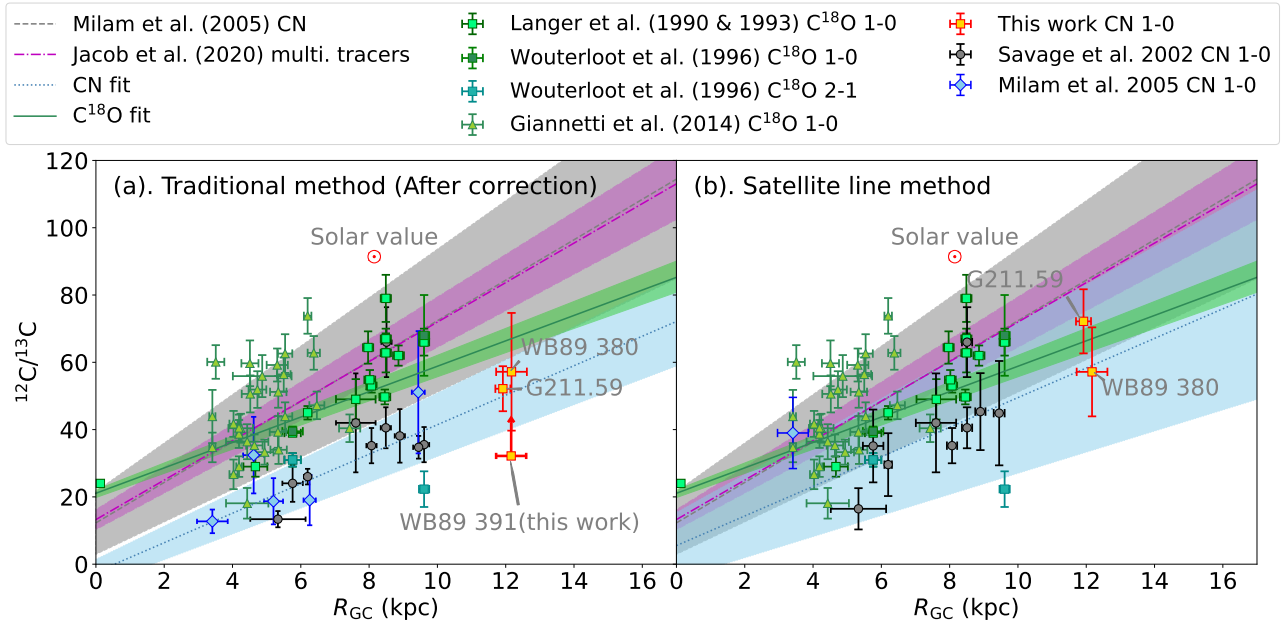 Milam et al. (2005) CN
Jacob et al. (2020) multi. tracers
CN fit
C¹⁸O fit
Langer et al. (1990 & 1993) C¹⁸O 1-0
Wouterloot et al. (1996) C¹⁸O 1-0
Wouterloot et al. (1996) C¹⁸O 2-1
Giannetti et al. (2014) C¹⁸O 1-0
This work CN 1-0
Savage et al. 2002 CN 1-0
Milam et al. 2005 CN 1-0
(a). Traditional method (After correction)
Solar value
WB89 380
G211.59
WB89 391(this work)
(b). Satellite line method
Solar value
G211.59
WB89 380
¹²C/¹³C
120
100
80
60
40
20
0
0 2 4 6 8 10 12 14 16
0 2 4 6 8 10 12 14 16
R_GC (kpc)
R_GC (kpc)